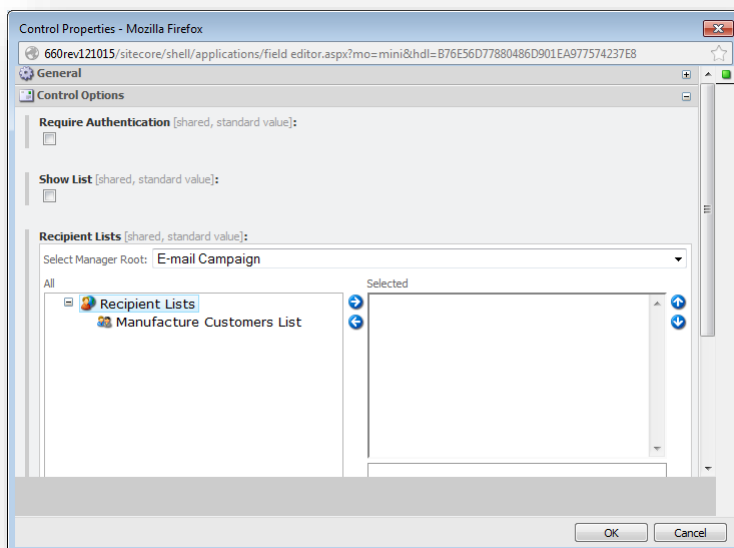 Control Properties - Mozilla Firefox
660rev121015/sitecore/shell/applications/field editor.aspx?mo=mini&hdl=B76E56D77880486D901EA977574237E8
General
Control Options
Require Authentication [shared, standard value]:
Show List [shared, standard value]:
Recipient Lists [shared, standard value]:
Select Manager Root: E-mail Campaign
All Selected
Recipient Lists
Manufacture Customers List
OK Cancel